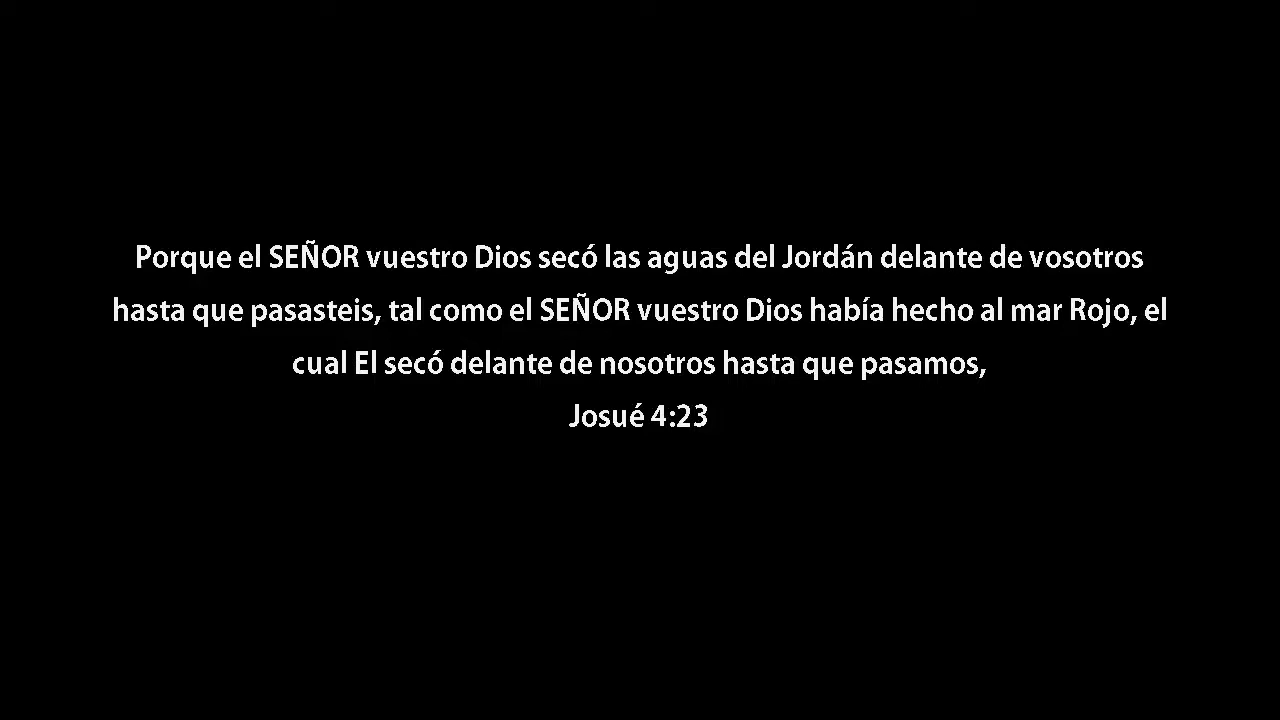 Porque el SEÑOR vuestro Dios secó las aguas del Jordán delante de vosotros
hasta que pasasteis, tal como el SEÑOR vuestro Dios había hecho al mar Rojo, el
cual El secó delante de nosotros hasta que pasamos,
Josué 4:23